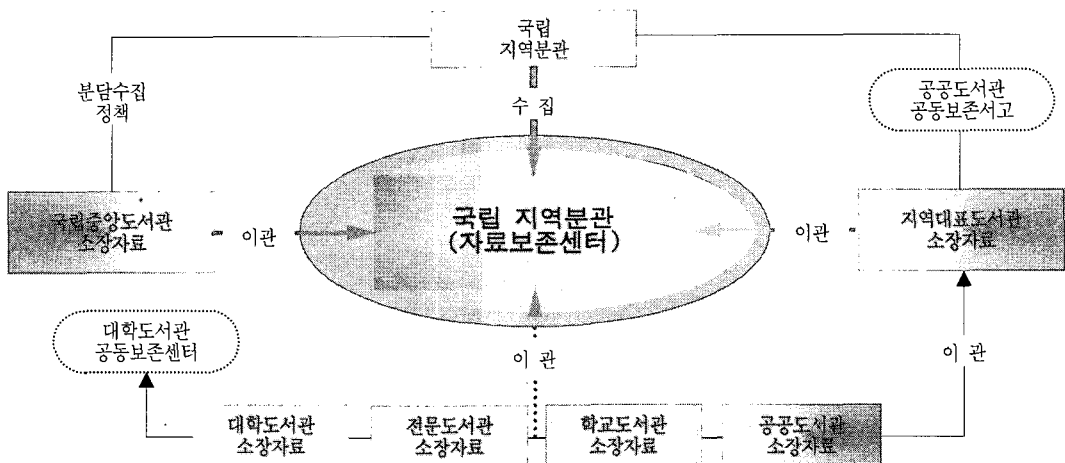 국립
지역분관
분담수집
정책
수 집
공공도서관
공동보존서고
국립중앙도서관
소장자료
이관
국립 지역분관
(자료보존센터)
이관
지역대표도서관
소장자료
대학도서관
공동보존센터
이 관
이 관
대학도서관
소장자료
전문도서관
소장자료
학교도서관
소장자료
공공도서관
소장자료